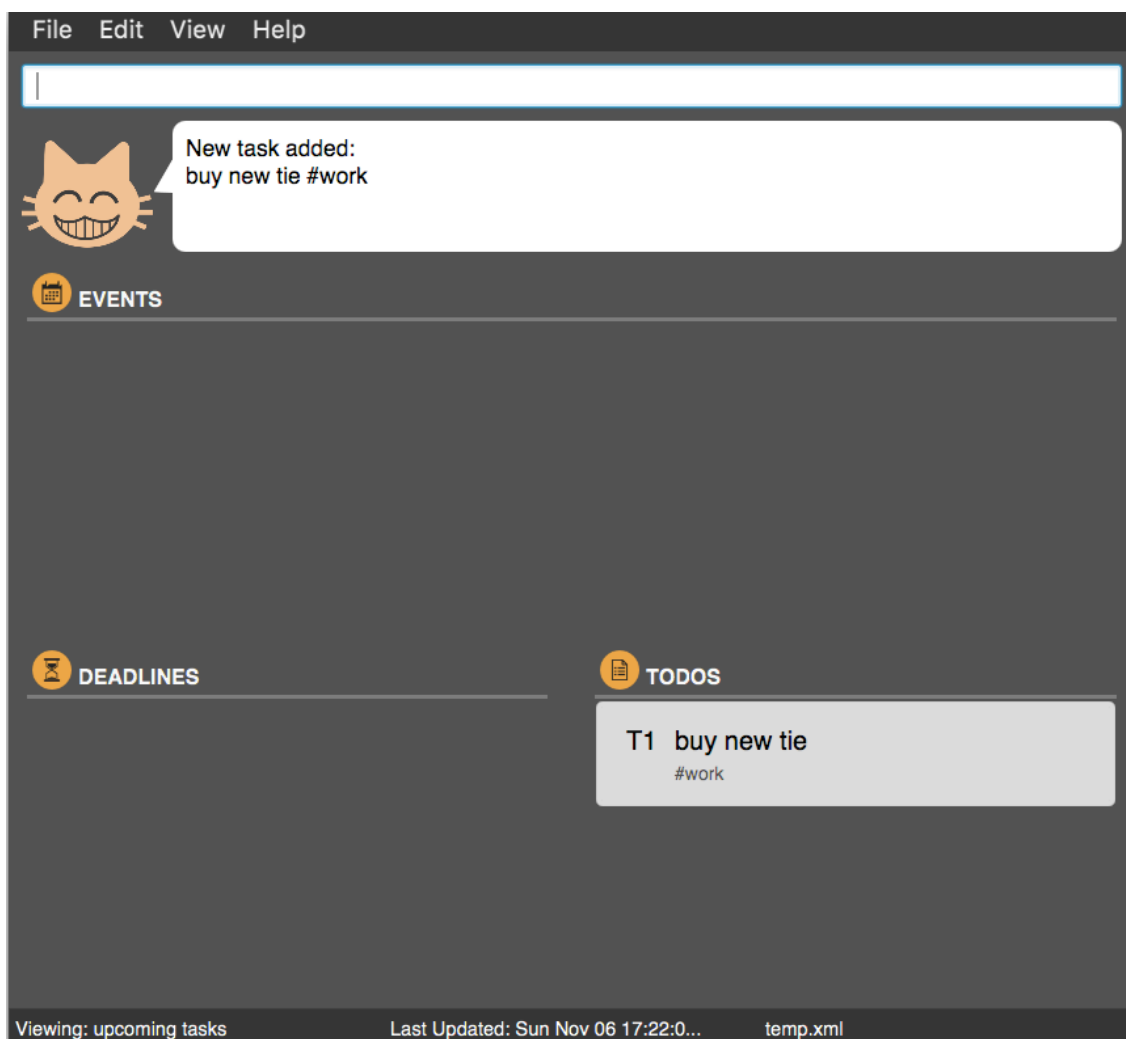 File Edit View Help
New task added:
buy new tie #work
EVENTS
DEADLINES
TODOS
T1 buy new tie
#work
Viewing: upcoming tasks Last Updated: Sun Nov 06 17:22:0... temp.xml